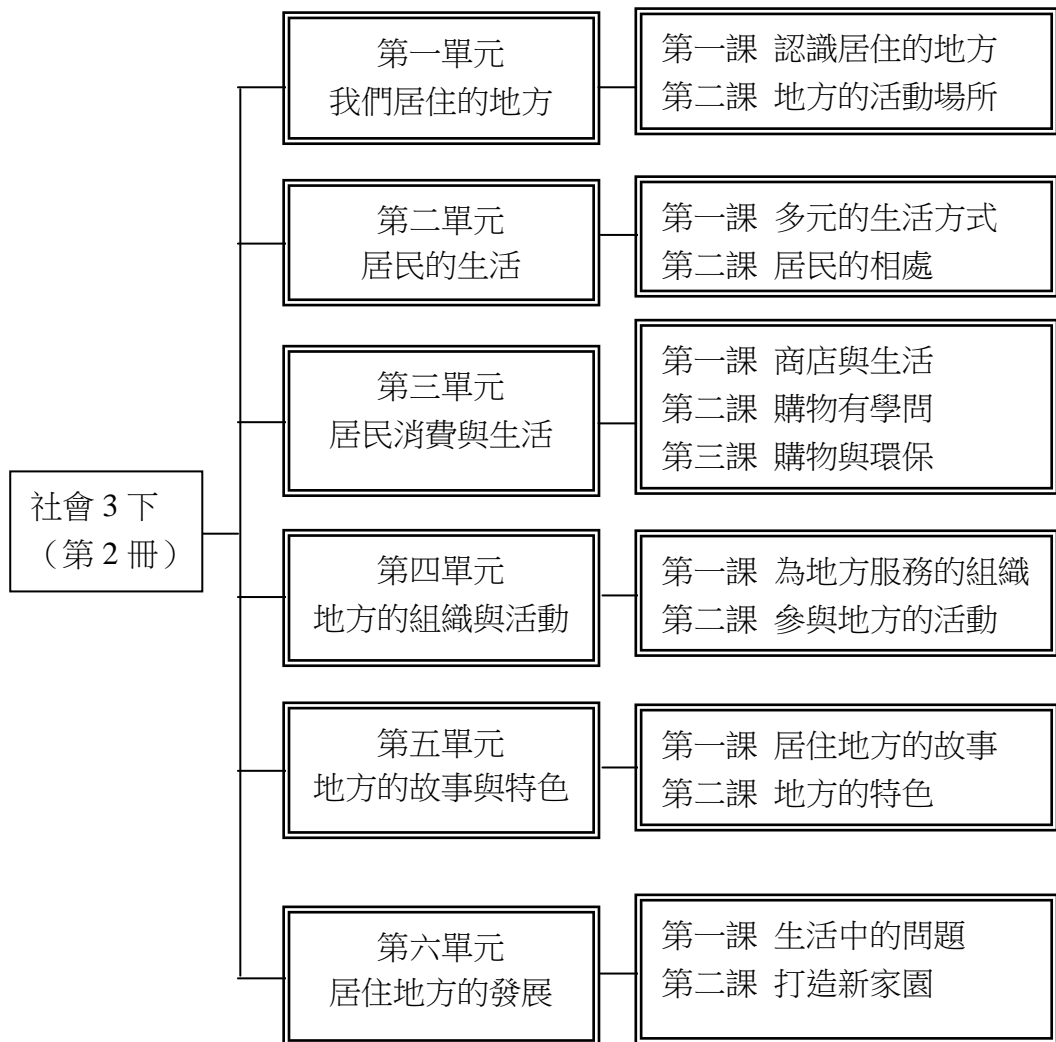 社會 3 下
（第 2 冊）
第一單元
我們居住的地方
第一課 認識居住的地方
第二課 地方的活動場所
第二單元
居民的生活
第一課 多元的生活方式
第二課 居民的相處
第三單元
居民消費與生活
第一課 商店與生活
第二課 購物有學問
第三課 購物與環保
第四單元
地方的組織與活動
第一課 為地方服務的組織
第二課 參與地方的活動
第五單元
地方的故事與特色
第一課 居住地方的故事
第二課 地方的特色
第六單元
居住地方的發展
第一課 生活中的問題
第二課 打造新家園